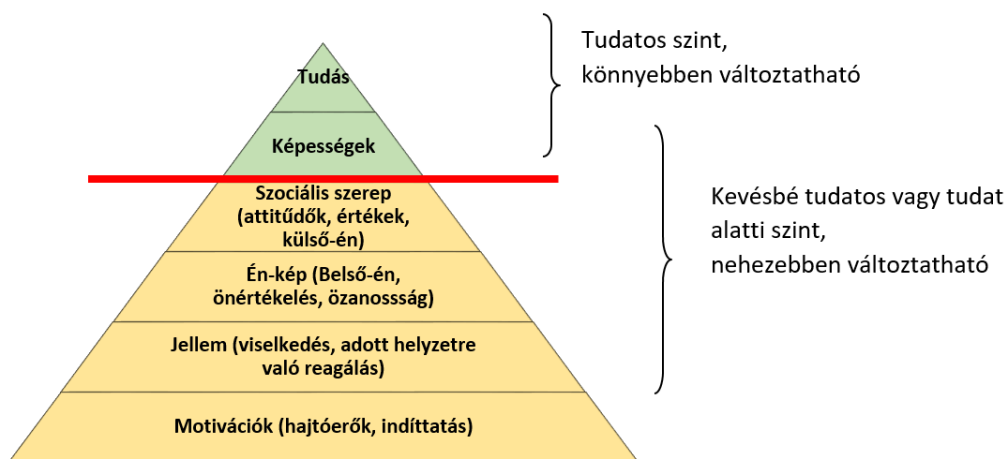 Tudás
Képességek
Szociális szerep
(attitűdők, értékek,
külső-én)
Én-kép (Belső-én,
önértékelés, özanossság)
Jellem (viselkedés, adott helyzetre
való reagálás)
Motivációk (hajtóerők, indíttatás)
Tudatos szint,
könnyebben változtatható
Kevésbé tudatos vagy tudat
alatti szint,
nehezebben változtatható